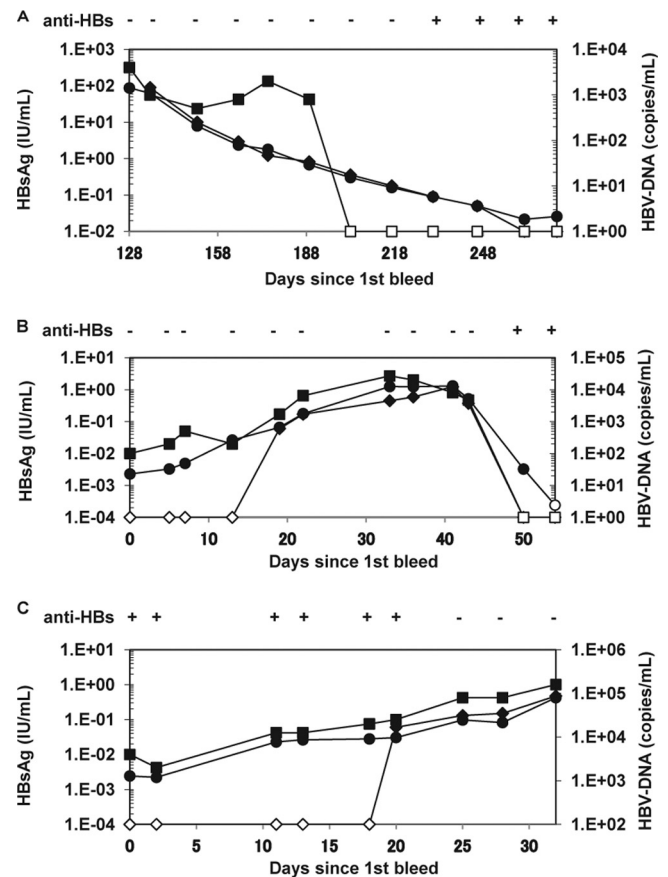 A anti-HBs - - - - - - - - + + + +
1.E+03 1.E+04
1.E+02
1.E+01 1.E+03
1.E+00 1.E+02
1.E-01 1.E+01
1.E-02 1.E+00
HBsAg (IU/mL)
HBV-DNA (copies/mL)
128 158 188 218 248
Days since 1st bleed
B anti-HBs - - - - - - - - - - + +
1.E+01 1.E+05
1.E+00 1.E+04
1.E-01 1.E+03
1.E-02 1.E+02
1.E-03 1.E+01
1.E-04 1.E+00
HBsAg (IU/mL)
HBV-DNA (copies/mL)
0 10 20 30 40 50
Days since 1st bleed
C anti-HBs + + + + + + - - -
1.E+01 1.E+06
1.E+00 1.E+05
1.E-01 1.E+04
1.E-02
1.E-03 1.E+03
1.E-04 1.E+02
HBsAg (IU/mL)
HBV-DNA (copies/mL)
0 5 10 15 20 25 30
Days since 1st bleed